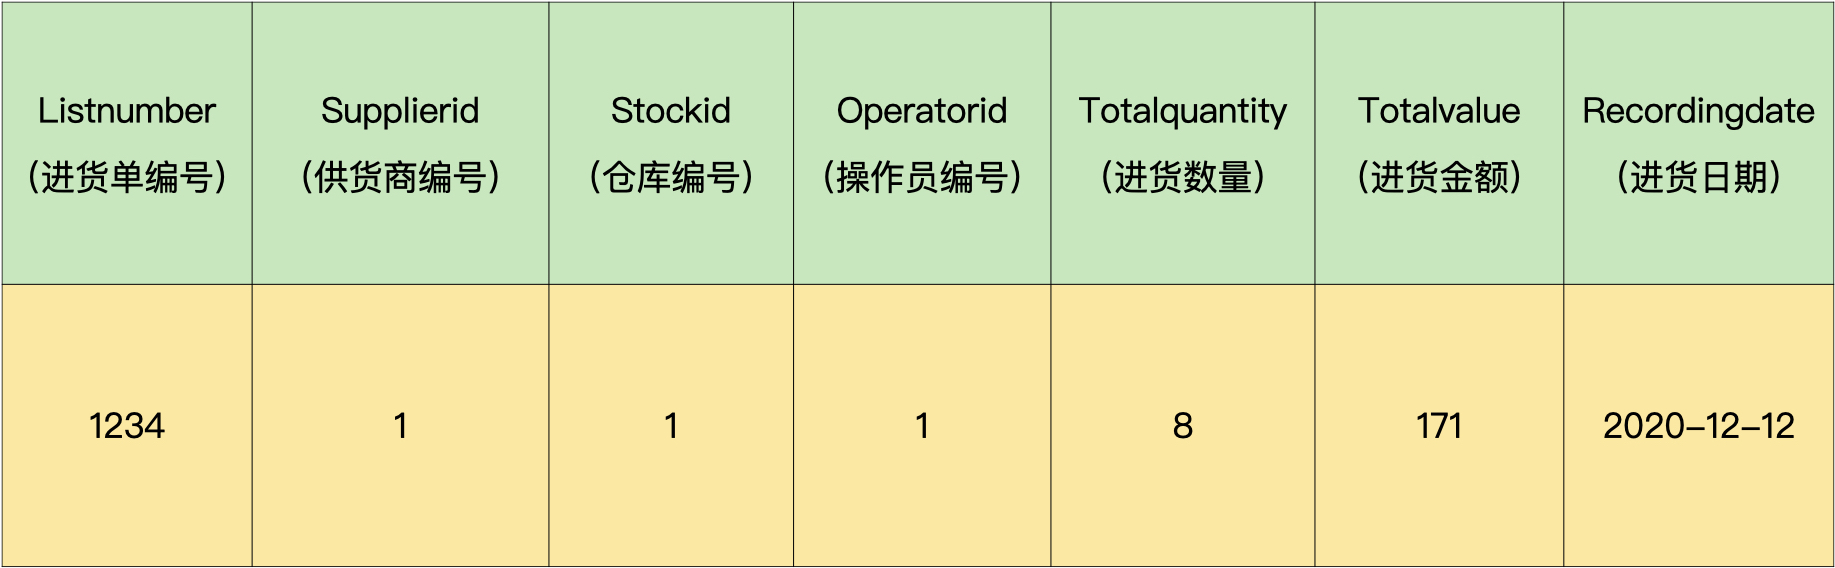 Listnumber
（进货单编号）
Supplierid
（供货商编号）
Stockid
（仓库编号）
Operatorid
（操作员编号）
Totalquantity
（进货数量）
Totalvalue
（进货金额）
Recordingdate
（进货日期）
1234
1
1
1
8
171
2020–12–12